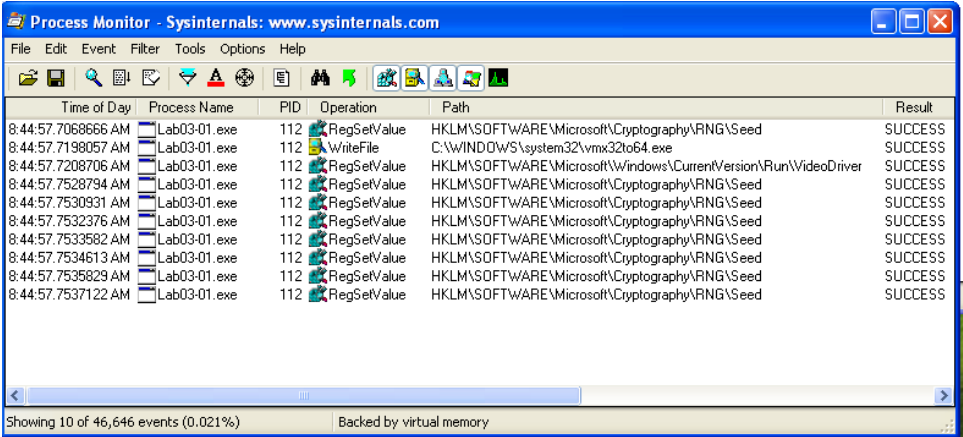 Process Monitor - Sysinternals: www.sysinternals.com
File Edit Event Filter Tools Options Help
Time of Day Process Name PID Operation Path Result
8:44:57.7068666 AM Lab03-01.exe 112 RegSetValue HKLM\SOFTWARE\Microsoft\Cryptography\RNG\Seed SUCCESS
8:44:57.7198057 AM Lab03-01.exe 112 WriteFile C:\WINDOWS\system32\vmx32to64.exe SUCCESS
8:44:57.7208706 AM Lab03-01.exe 112 RegSetValue HKLM\SOFTWARE\Microsoft\Windows\CurrentVersion\Run\VideoDriver SUCCESS
8:44:57.7528794 AM Lab03-01.exe 112 RegSetValue HKLM\SOFTWARE\Microsoft\Cryptography\RNG\Seed SUCCESS
8:44:57.7530931 AM Lab03-01.exe 112 RegSetValue HKLM\SOFTWARE\Microsoft\Cryptography\RNG\Seed SUCCESS
8:44:57.7532376 AM Lab03-01.exe 112 RegSetValue HKLM\SOFTWARE\Microsoft\Cryptography\RNG\Seed SUCCESS
8:44:57.7533582 AM Lab03-01.exe 112 RegSetValue HKLM\SOFTWARE\Microsoft\Cryptography\RNG\Seed SUCCESS
8:44:57.7534613 AM Lab03-01.exe 112 RegSetValue HKLM\SOFTWARE\Microsoft\Cryptography\RNG\Seed SUCCESS
8:44:57.7535829 AM Lab03-01.exe 112 RegSetValue HKLM\SOFTWARE\Microsoft\Cryptography\RNG\Seed SUCCESS
8:44:57.7537122 AM Lab03-01.exe 112 RegSetValue HKLM\SOFTWARE\Microsoft\Cryptography\RNG\Seed SUCCESS
Showing 10 of 46,646 events (0.021%) Backed by virtual memory